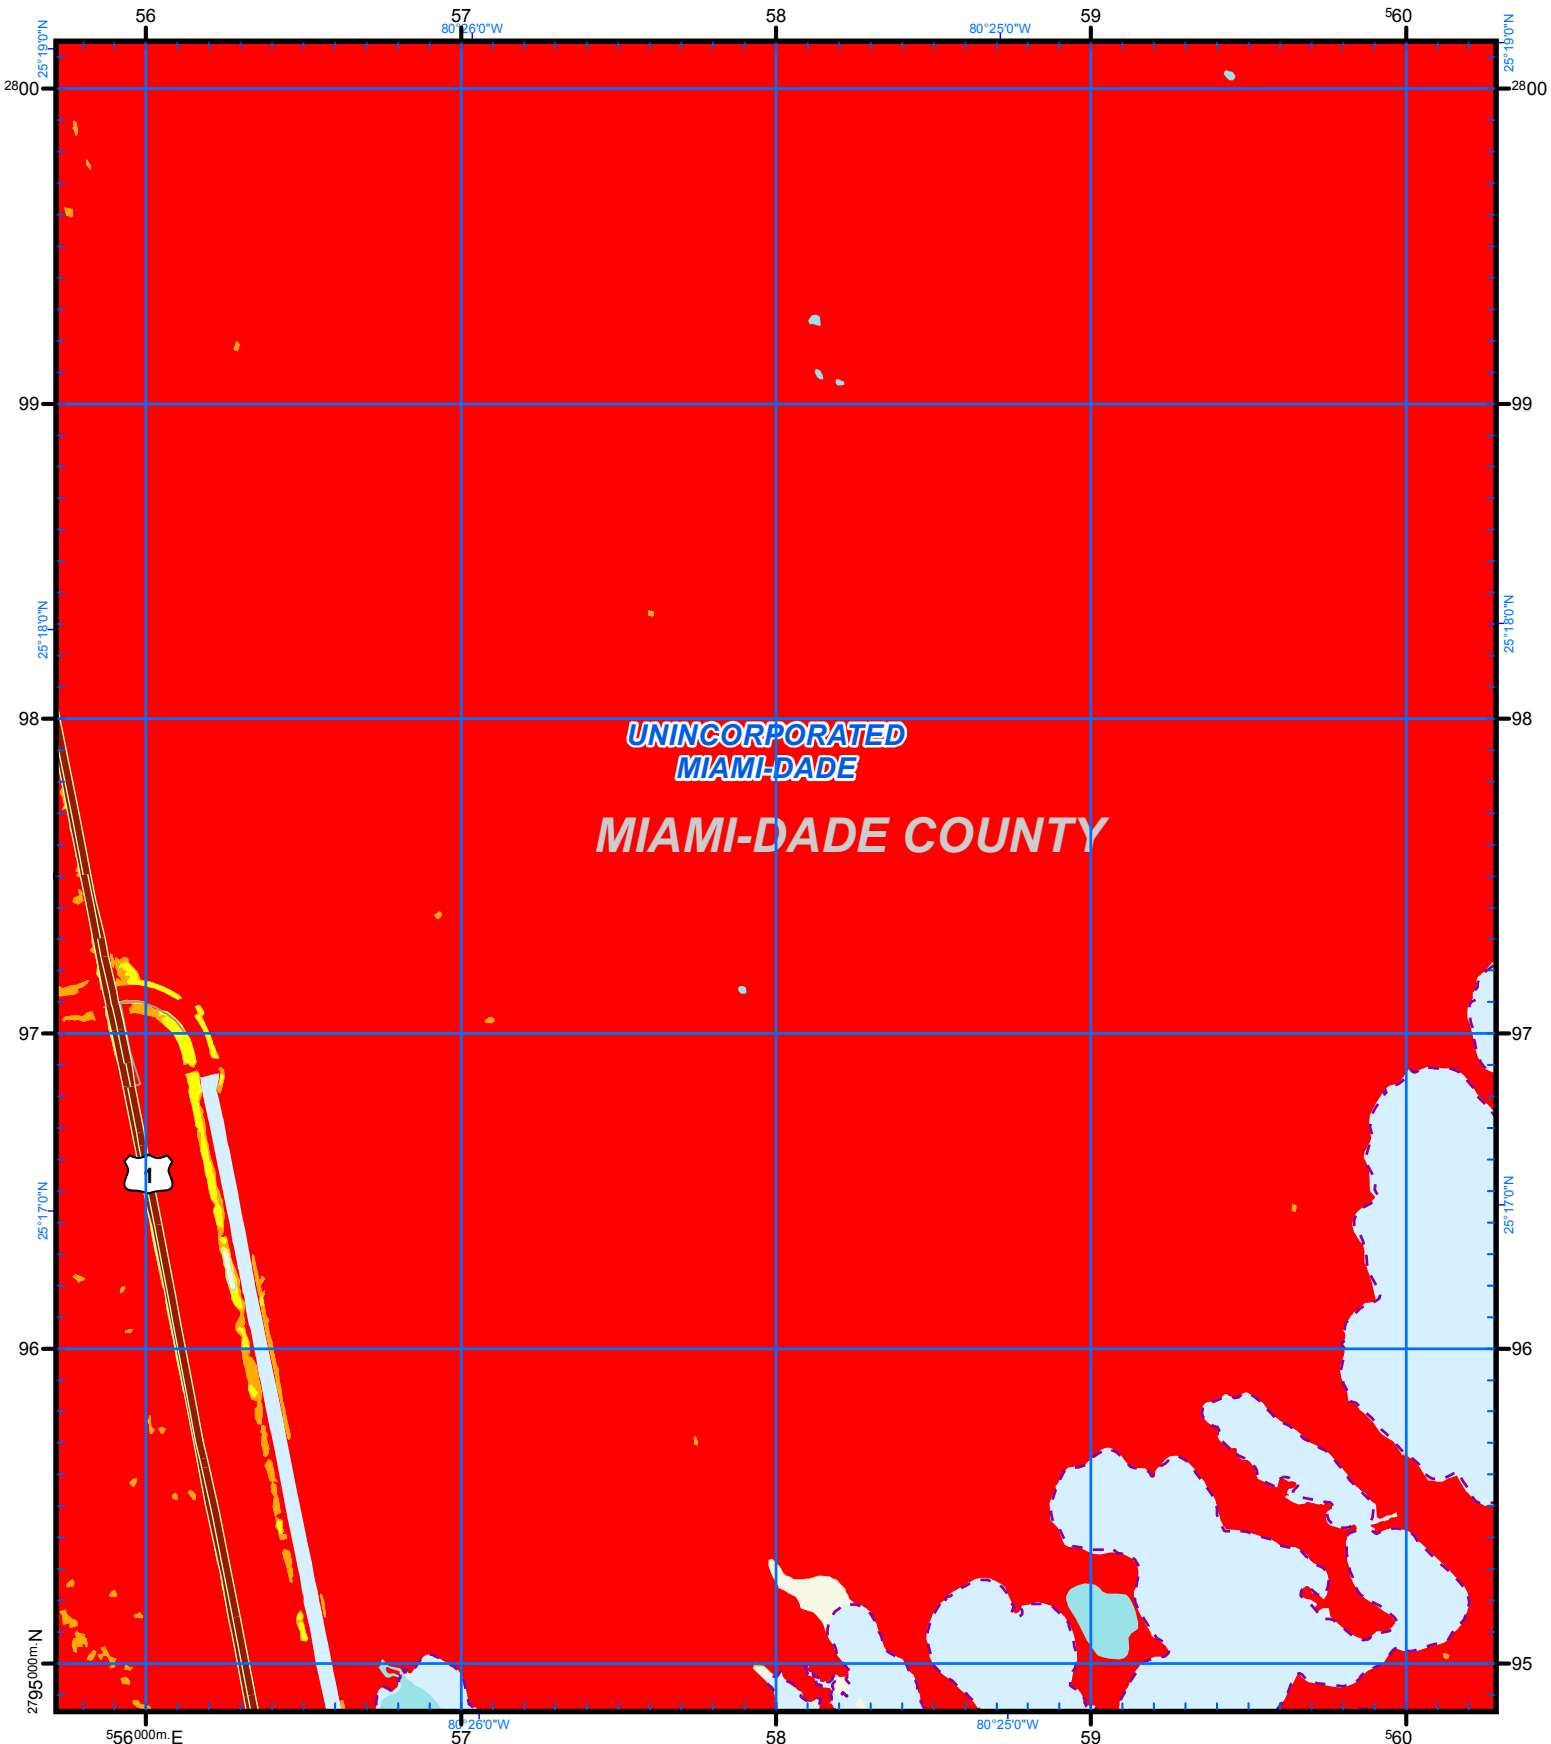 56 57 58 59 560
80°26'0"W 80°25'0"W
25°19'0"N 25°19'0"N
2800 2800
99 99
25°18'0"N 25°18'0"N
98 98
UNINCORPORATED
MIAMI-DADE
MIAMI-DADE COUNTY
97 97
1
25°17'0"N 25°17'0"N
96 96
2795000m.N 95
80°26'0"W 80°25'0"W
556000m.E 57 58 59 560